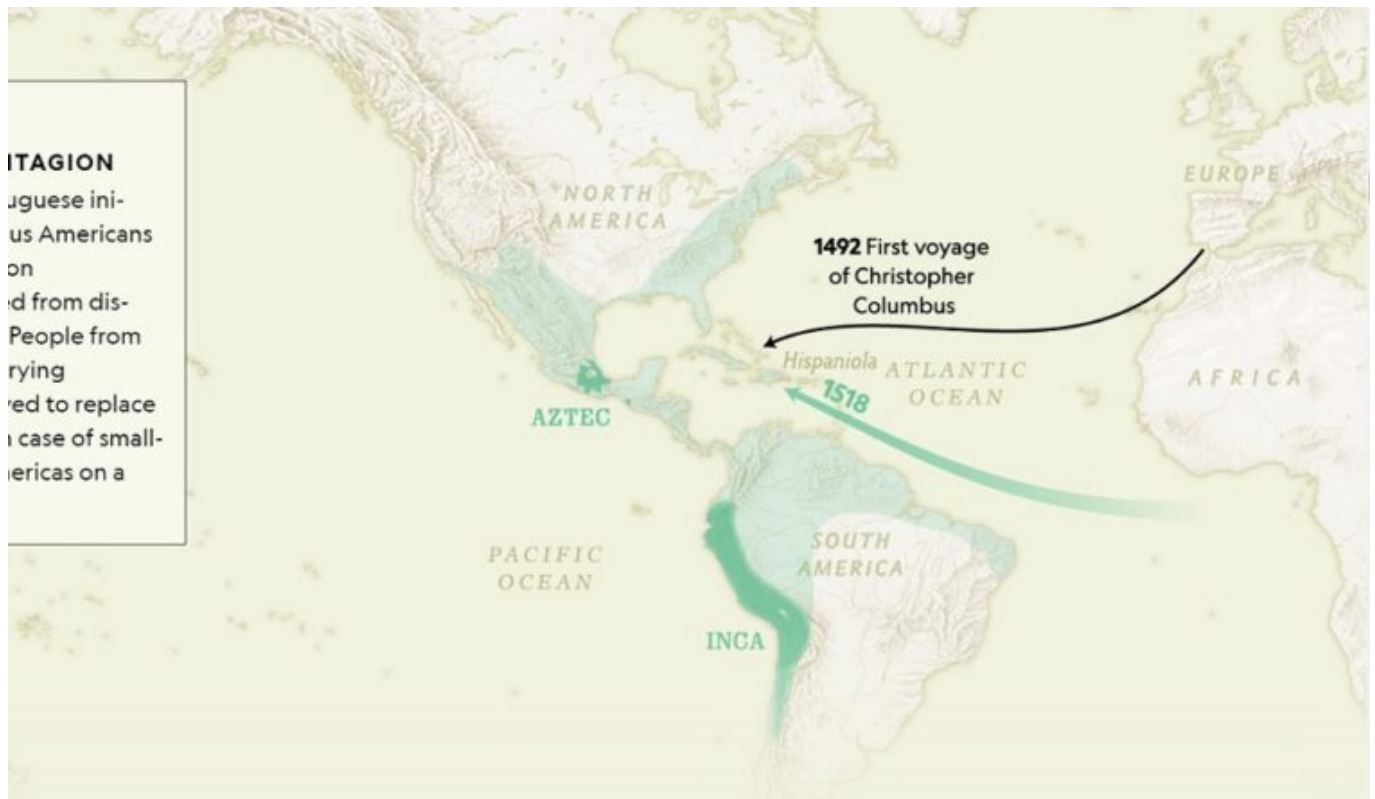 NTAGION
uguese ini-
us Americans
on
ed from dis-
People from
rying
ved to replace
case of small-
ericas on a
NORTH
AMERICA
EUROPE
1492 First voyage
of Christopher
Columbus
Hispaniola
ATLANTIC
OCEAN
AFRICA
1518
AZTEC
PACIFIC
OCEAN
SOUTH
AMERICA
INCA